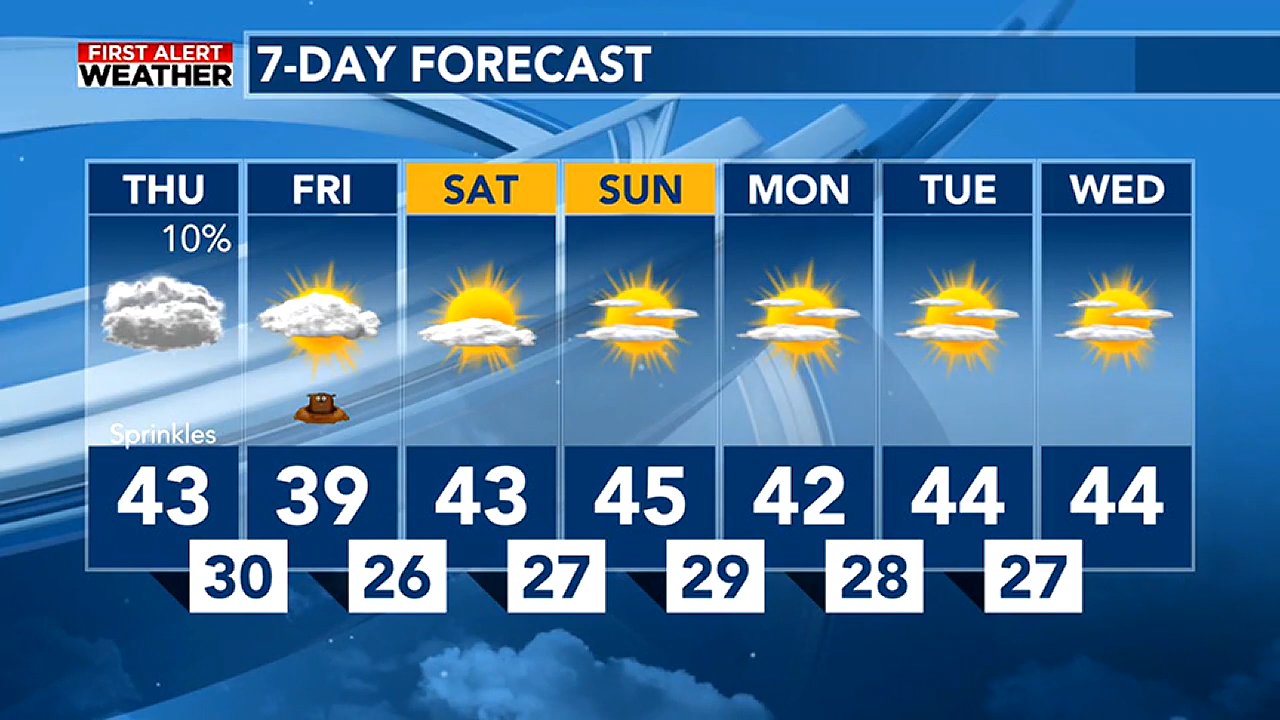 FIRST ALERT
WEATHER
7-DAY FORECAST
THU FRI SAT SUN MON TUE WED
10%
Sprinkles
43 39 43 45 42 44 44
30 26 27 29 28 27